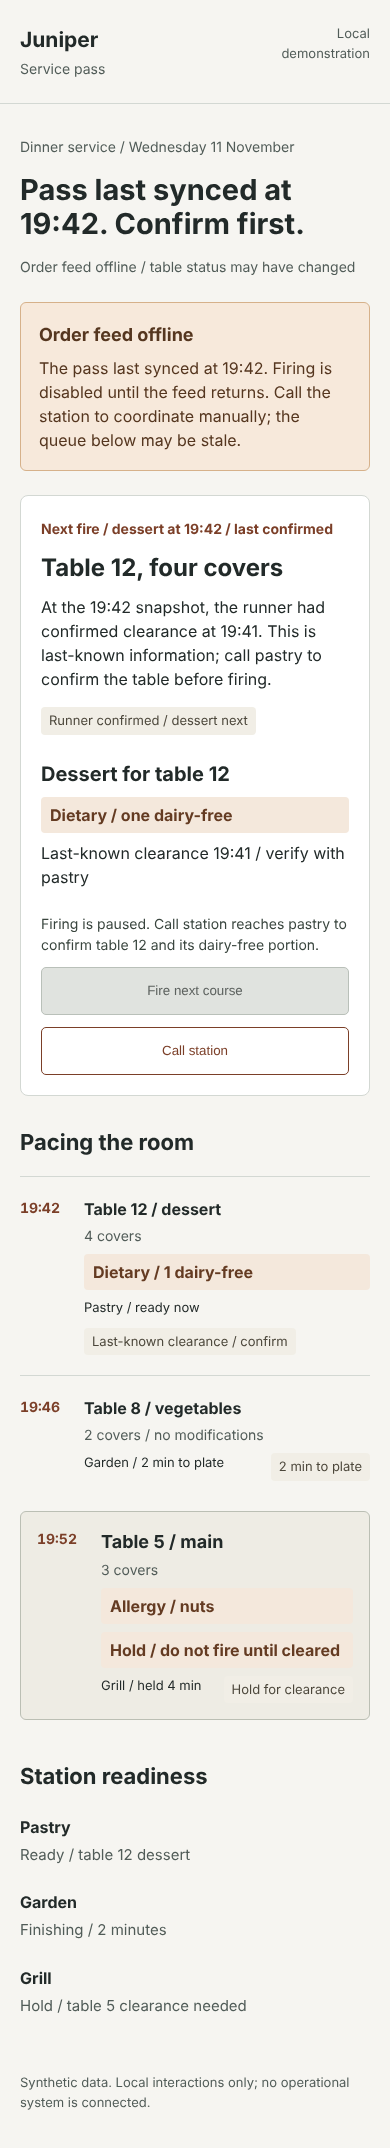 Juniper
Service pass
Local
demonstration
Dinner service / Wednesday 11 November
Pass last synced at
19:42. Confirm first.
Order feed offline / table status may have changed
Order feed offline
The pass last synced at 19:42. Firing is
disabled until the feed returns. Call the
station to coordinate manually; the
queue below may be stale.
Next fire / dessert at 19:42 / last confirmed
Table 12, four covers
At the 19:42 snapshot, the runner had
confirmed clearance at 19:41. This is
last-known information; call pastry to
confirm the table before firing.
Runner confirmed / dessert next
Dessert for table 12
Dietary / one dairy-free
Last-known clearance 19:41 / verify with
pastry
Firing is paused. Call station reaches pastry to
confirm table 12 and its dairy-free portion.
Fire next course
Call station
Pacing the room
19:42
Table 12 / dessert
4 covers
Dietary / 1 dairy-free
Pastry / ready now
Last-known clearance / confirm
19:46
Table 8 / vegetables
2 covers / no modifications
Garden / 2 min to plate
2 min to plate
19:52
Table 5 / main
3 covers
Allergy / nuts
Hold / do not fire until cleared
Grill / held 4 min
Hold for clearance
Station readiness
Pastry
Ready / table 12 dessert
Garden
Finishing / 2 minutes
Grill
Hold / table 5 clearance needed
Synthetic data. Local interactions only; no operational
system is connected.